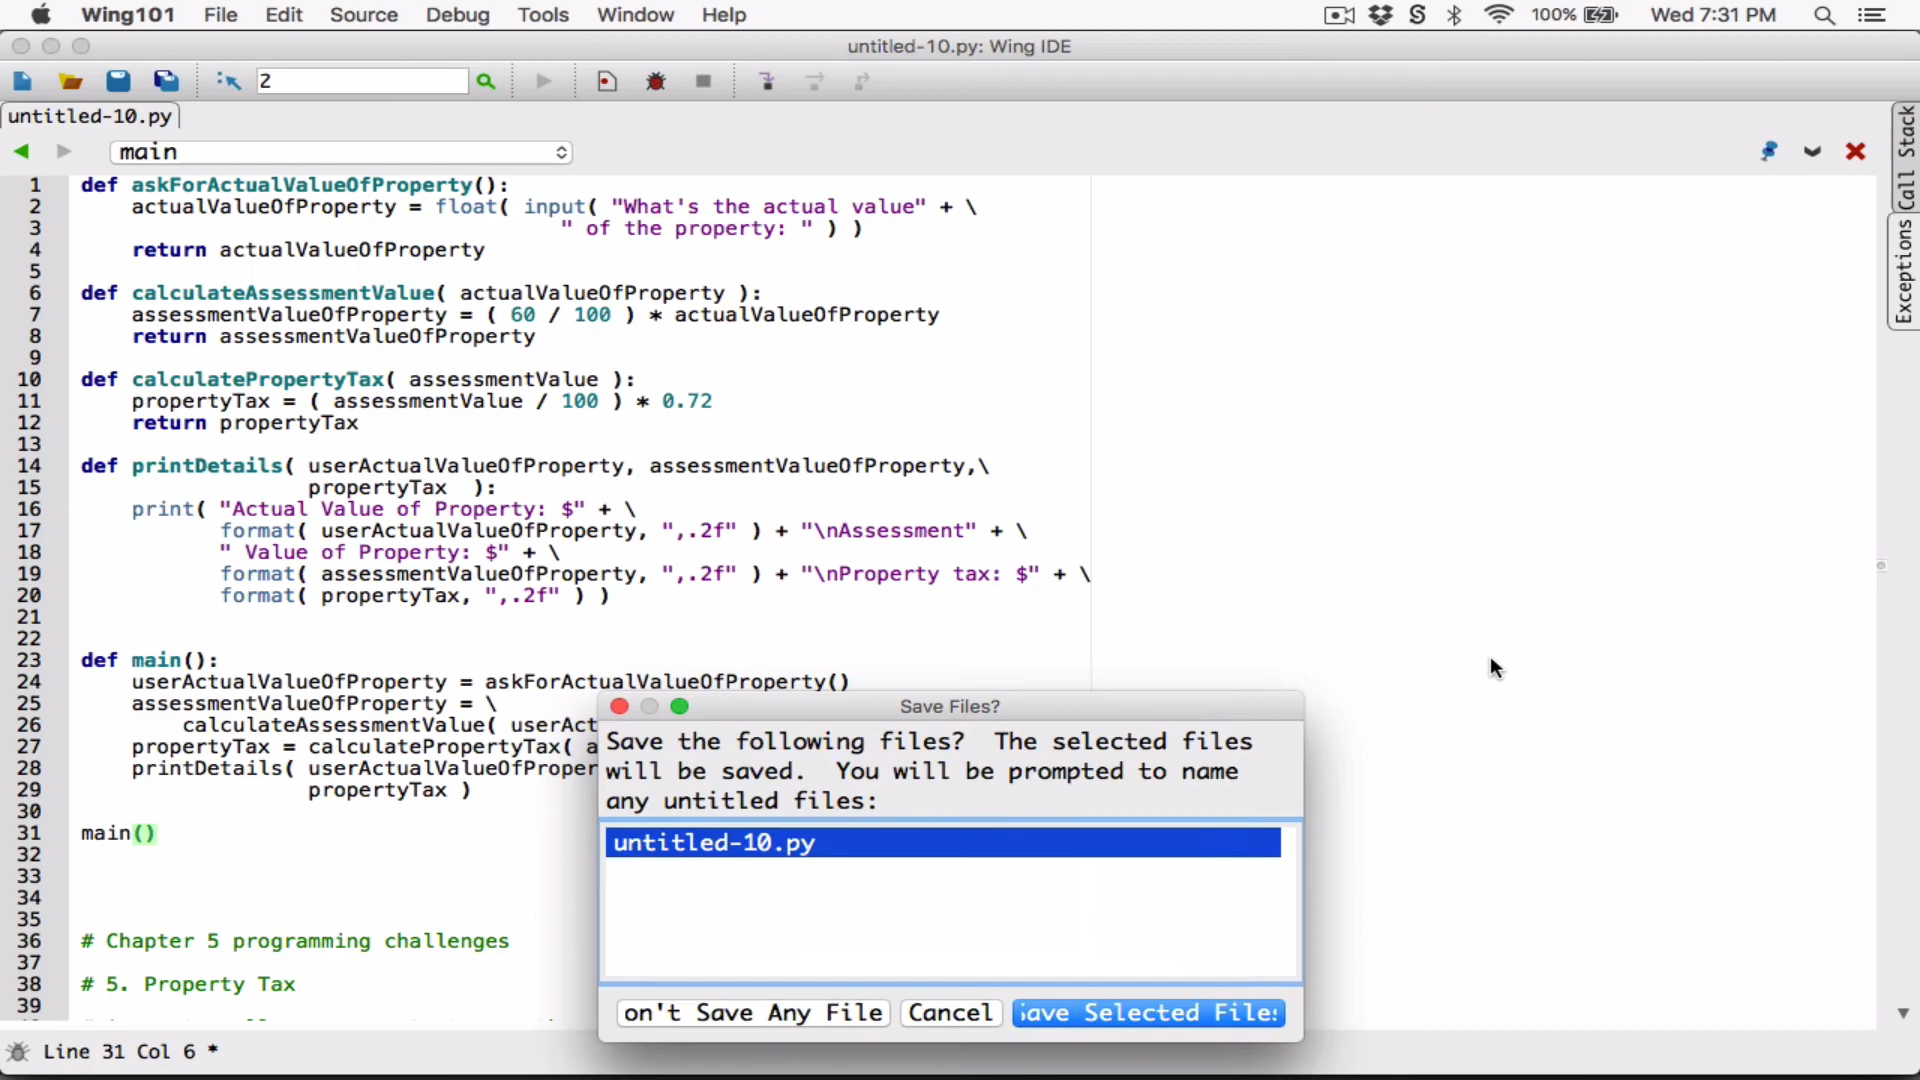 Wing101 File Edit Source Debug Tools Window Help 100% Wed 7:31 PM
untitled-10.py: Wing IDE
2
untitled-10.py
main
Call Stack
Exceptions
1 def askForActualValueOfProperty():
2 actualValueOfProperty = float( input( "What's the actual value" + \
3 " of the property: " ) )
4 return actualValueOfProperty
5
6 def calculateAssessmentValue( actualValueOfProperty ):
7 assessmentValueOfProperty = ( 60 / 100 ) * actualValueOfProperty
8 return assessmentValueOfProperty
9
10 def calculatePropertyTax( assessmentValue ):
11 propertyTax = ( assessmentValue / 100 ) * 0.72
12 return propertyTax
13
14 def printDetails( userActualValueOfProperty, assessmentValueOfProperty,\
15 propertyTax ):
16 print( "Actual Value of Property: $" + \
17 format( userActualValueOfProperty, ",.2f" ) + "\nAssessment" + \
18 " Value of Property: $" + \
19 format( assessmentValueOfProperty, ",.2f" ) + "\nProperty tax: $" + \
20 format( propertyTax, ",.2f" ) )
21
22
23 def main():
24 userActualValueOfProperty = askForActualValueOfProperty()
25 assessmentValueOfProperty = \
26 calculateAssessmentValue( userAct
27 propertyTax = calculatePropertyTax( a
28 printDetails( userActualValueOfProper
29 propertyTax )
30
31 main()
32
33
34
35
36 # Chapter 5 programming challenges
37
38 # 5. Property Tax
39
Save Files?
Save the following files? The selected files
will be saved. You will be prompted to name
any untitled files:
untitled-10.py
on't Save Any File Cancel ave Selected File
Line 31 Col 6 *